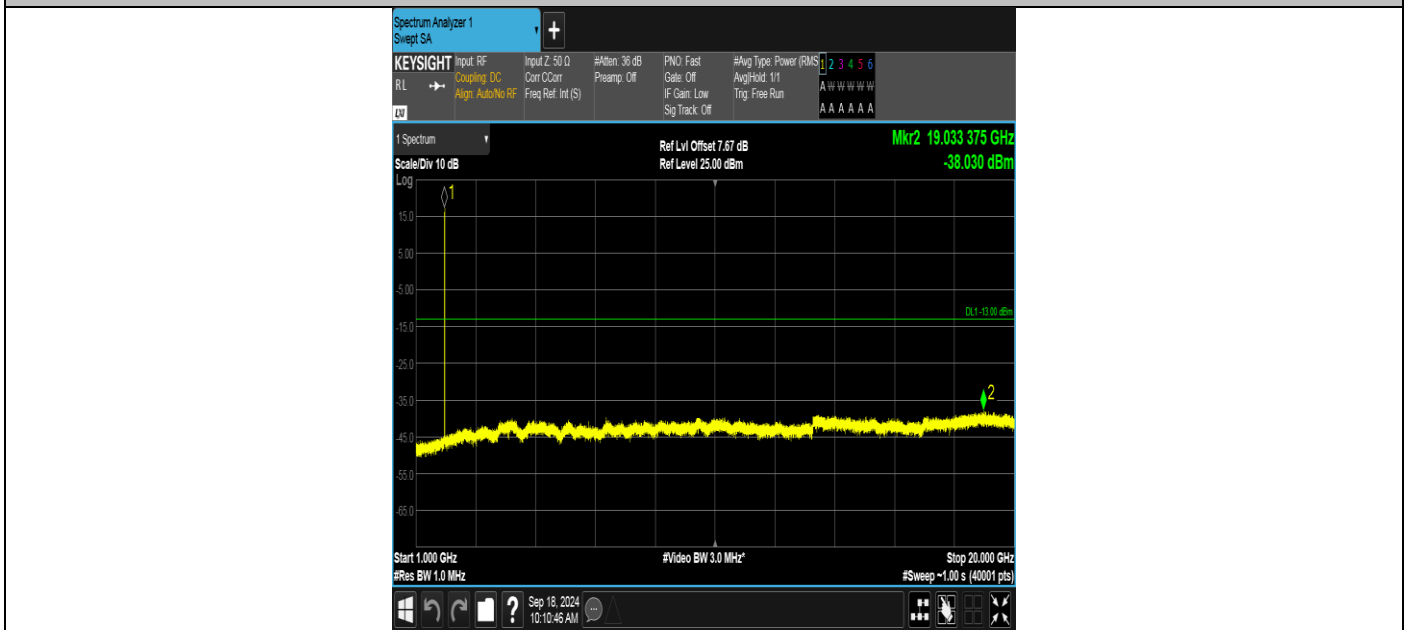 Spectrum Analyzer 1
Swept SA
+
KEYSIGHT
RL
LXI
Input: RF
Coupling: DC
Align: Auto/No RF
Input Z: 50 Ω
Corr CCorr
Freq Ref: Int (S)
#Atten: 36 dB
Preamp: Off
PNO: Fast
Gate: Off
IF Gain: Low
Sig Track: Off
#Avg Type: Power (RMS
Avg|Hold: 1/1
Trig: Free Run
1 2 3 4 5 6
A W W W W W
A A A A A A
1 Spectrum
Scale/Div 10 dB
Ref Lvl Offset 7.67 dB
Ref Level 25.00 dBm
Mkr2 19.033 375 GHz
-38.030 dBm
Log
1
15.0
5.00
-5.00
DL1 -13.00 dBm
-15.0
-25.0
-35.0
2
-45.0
-55.0
-65.0
Start 1.000 GHz
#Video BW 3.0 MHz*
Stop 20.000 GHz
#Res BW 1.0 MHz
#Sweep ~1.00 s (40001 pts)
?
Sep 18, 2024
10:10:46 AM